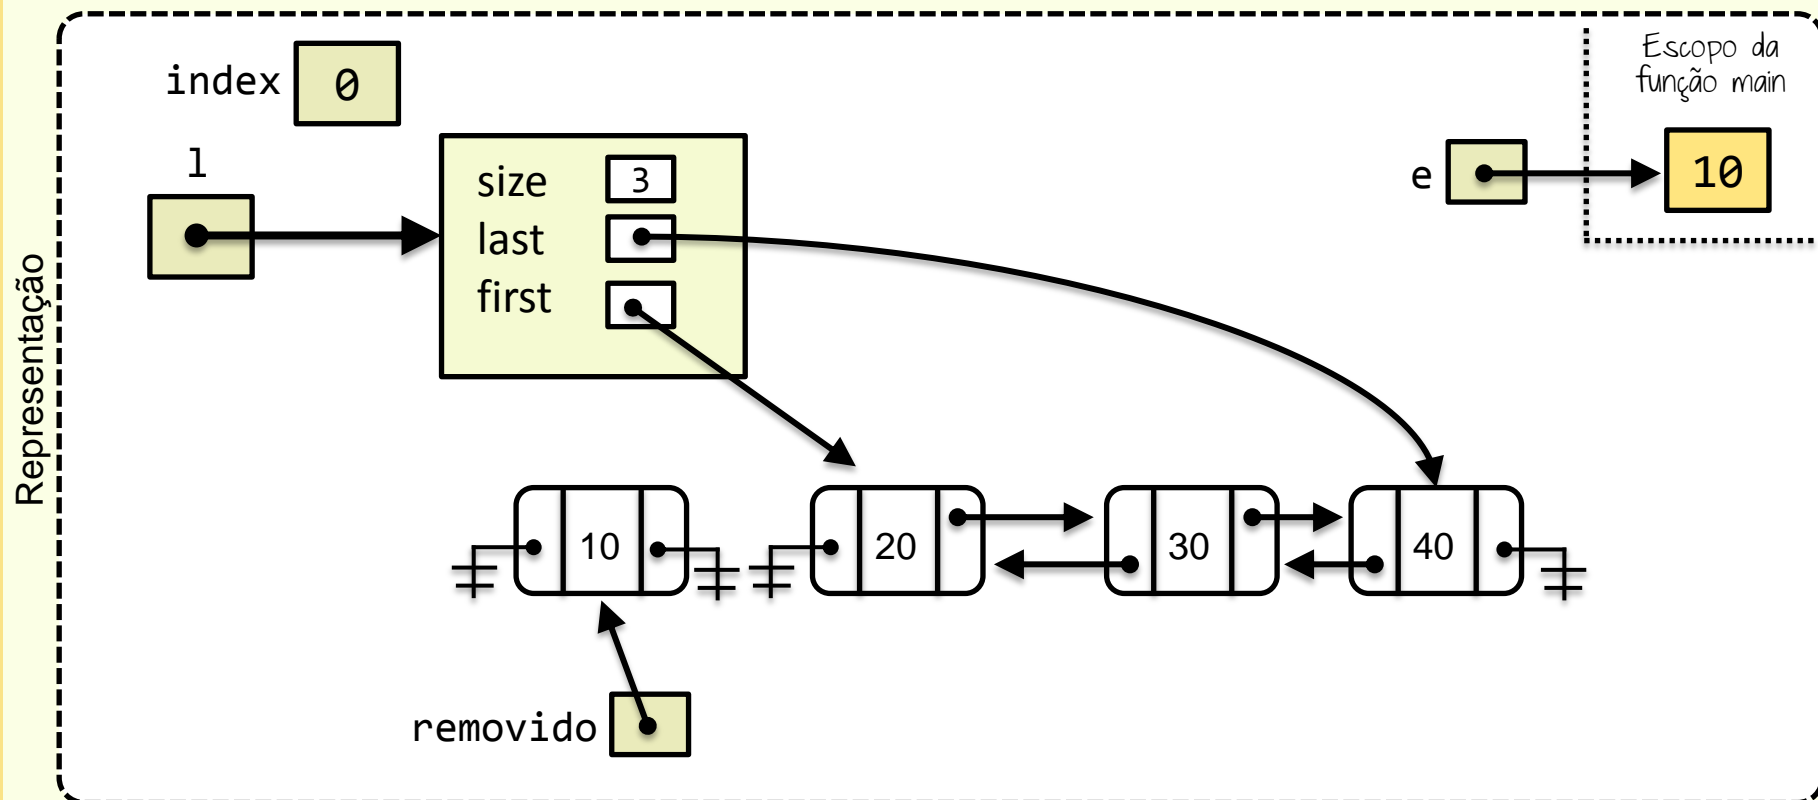 Representação
index
0
l
size
3
last
first
e
Escopo da
função main
10
10
20
30
40
removido